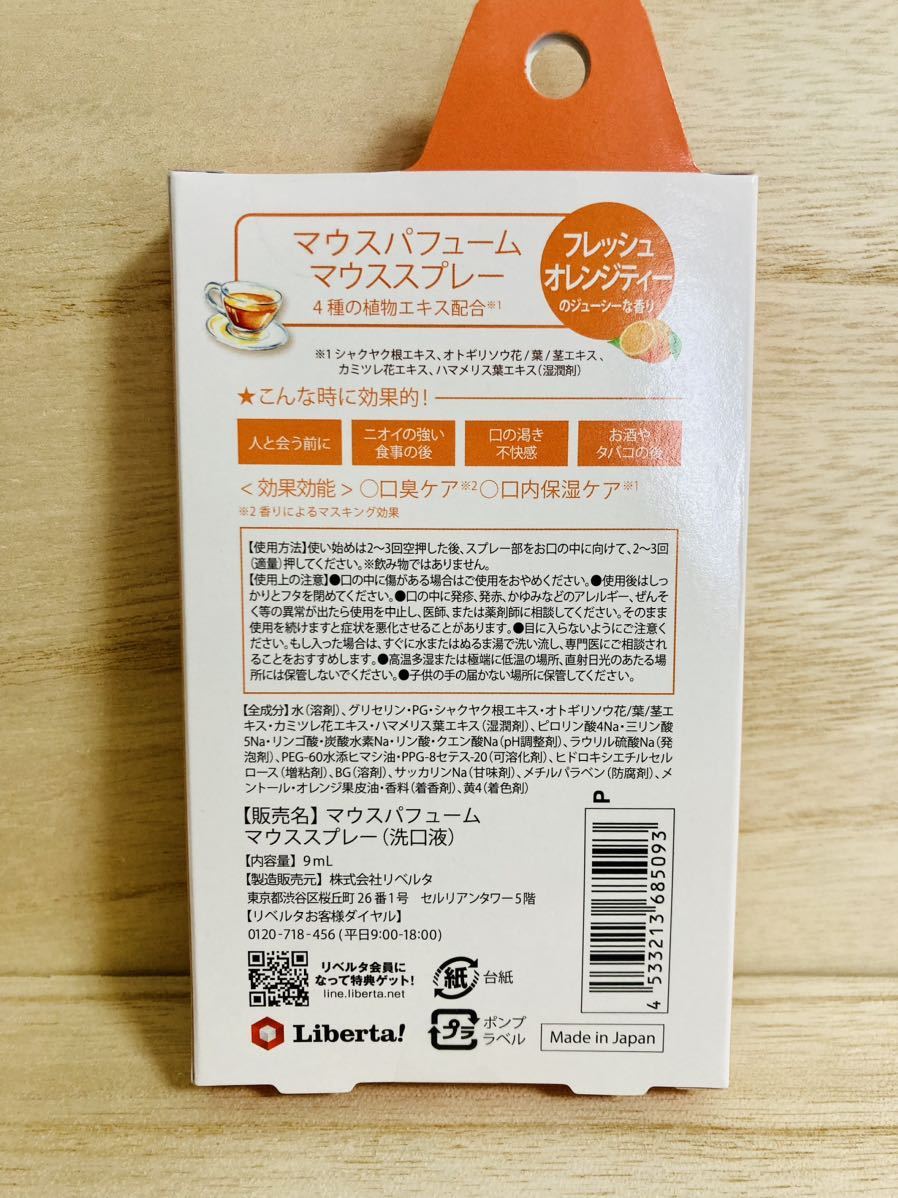 マウスパフューム
マウススプレー
4種の植物エキス配合※1
フレッシュ
オレンジティー
のジューシーな香り
※1 シャクヤク根エキス、オトギリソウ花/葉/茎エキス、
カミツレ花エキス、ハマメリス葉エキス(湿潤剤)
★こんな時に効果的!
人と会う前に
ニオイの強い
食事の後
口の渇き
不快感
お酒や
タバコの後
<効果効能>○口臭ケア※2○口内保湿ケア※1
※2 香りによるマスキング効果
【使用方法】使い始めは2〜3回空押した後、スプレー部をお口の中に向けて、2〜3回
(適量)押してください。※飲み物ではありません。
【使用上の注意】●口の中に傷がある場合はご使用をおやめください。●使用後はしっ
かりとフタを閉めてください。●口の中に発疹、発赤、かゆみなどのアレルギー、ぜんそ
く等の異常が出たら使用を中止し、医師、または薬剤師に相談してください。そのまま
使用を続けますと症状を悪化させることがあります。●目に入らないようにご注意くだ
さい。もし入った場合は、すぐに水またはぬるま湯で洗い流し、専門医にご相談され
ることをおすすめします。●高温多湿または極端に低温の場所、直射日光のあたる場
所には保管しないでください。●子供の手の届かない場所に保管してください。
【全成分】水(溶剤)、グリセリン・PG・シャクヤク根エキス・オトギリソウ花/葉/茎エ
キス・カミツレ花エキス・ハマメリス葉エキス(湿潤剤)、ピロリン酸4Na・三リン酸
5Na・リンゴ酸・炭酸水素Na・リン酸・クエン酸Na(pH調整剤)、ラウリル硫酸Na(発
泡剤)、PEG-60水添ヒマシ油・PPG-8セテス-20(可溶化剤)、ヒドロキシエチルセル
ロース(増粘剤)、BG(溶剤)、サッカリンNa(甘味剤)、メチルパラベン(防腐剤)、メ
ントール・オレンジ果皮油・香料(着香剤)、黄4(着色剤)
【販売名】マウスパフューム
マウススプレー(洗口液)
【内容量】9mL
【製造販売元】株式会社リベルタ
東京都渋谷区桜丘町26番1号 セルリアンタワー5階
【リベルタお客様ダイヤル】
0120-718-456(平日9:00-18:00)
P
4 533213 685093
リベルタ会員に
なって特典ゲット!
line.liberta.net
紙
台紙
Liberta!
プラ
ポンプ
ラベル
Made in Japan